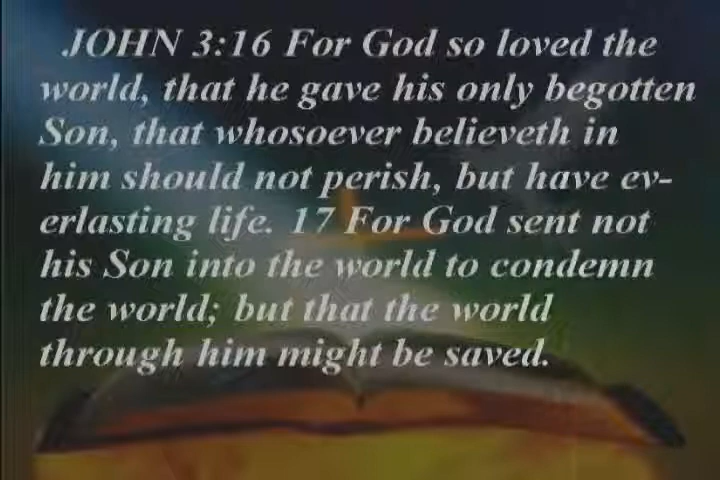 JOHN 3:16 For God so loved the
world, that he gave his only begotten
Son, that whosoever believeth in
him should not perish, but have ev-
erlasting life. 17 For God sent not
his Son into the world to condemn
the world; but that the world
through him might be saved.